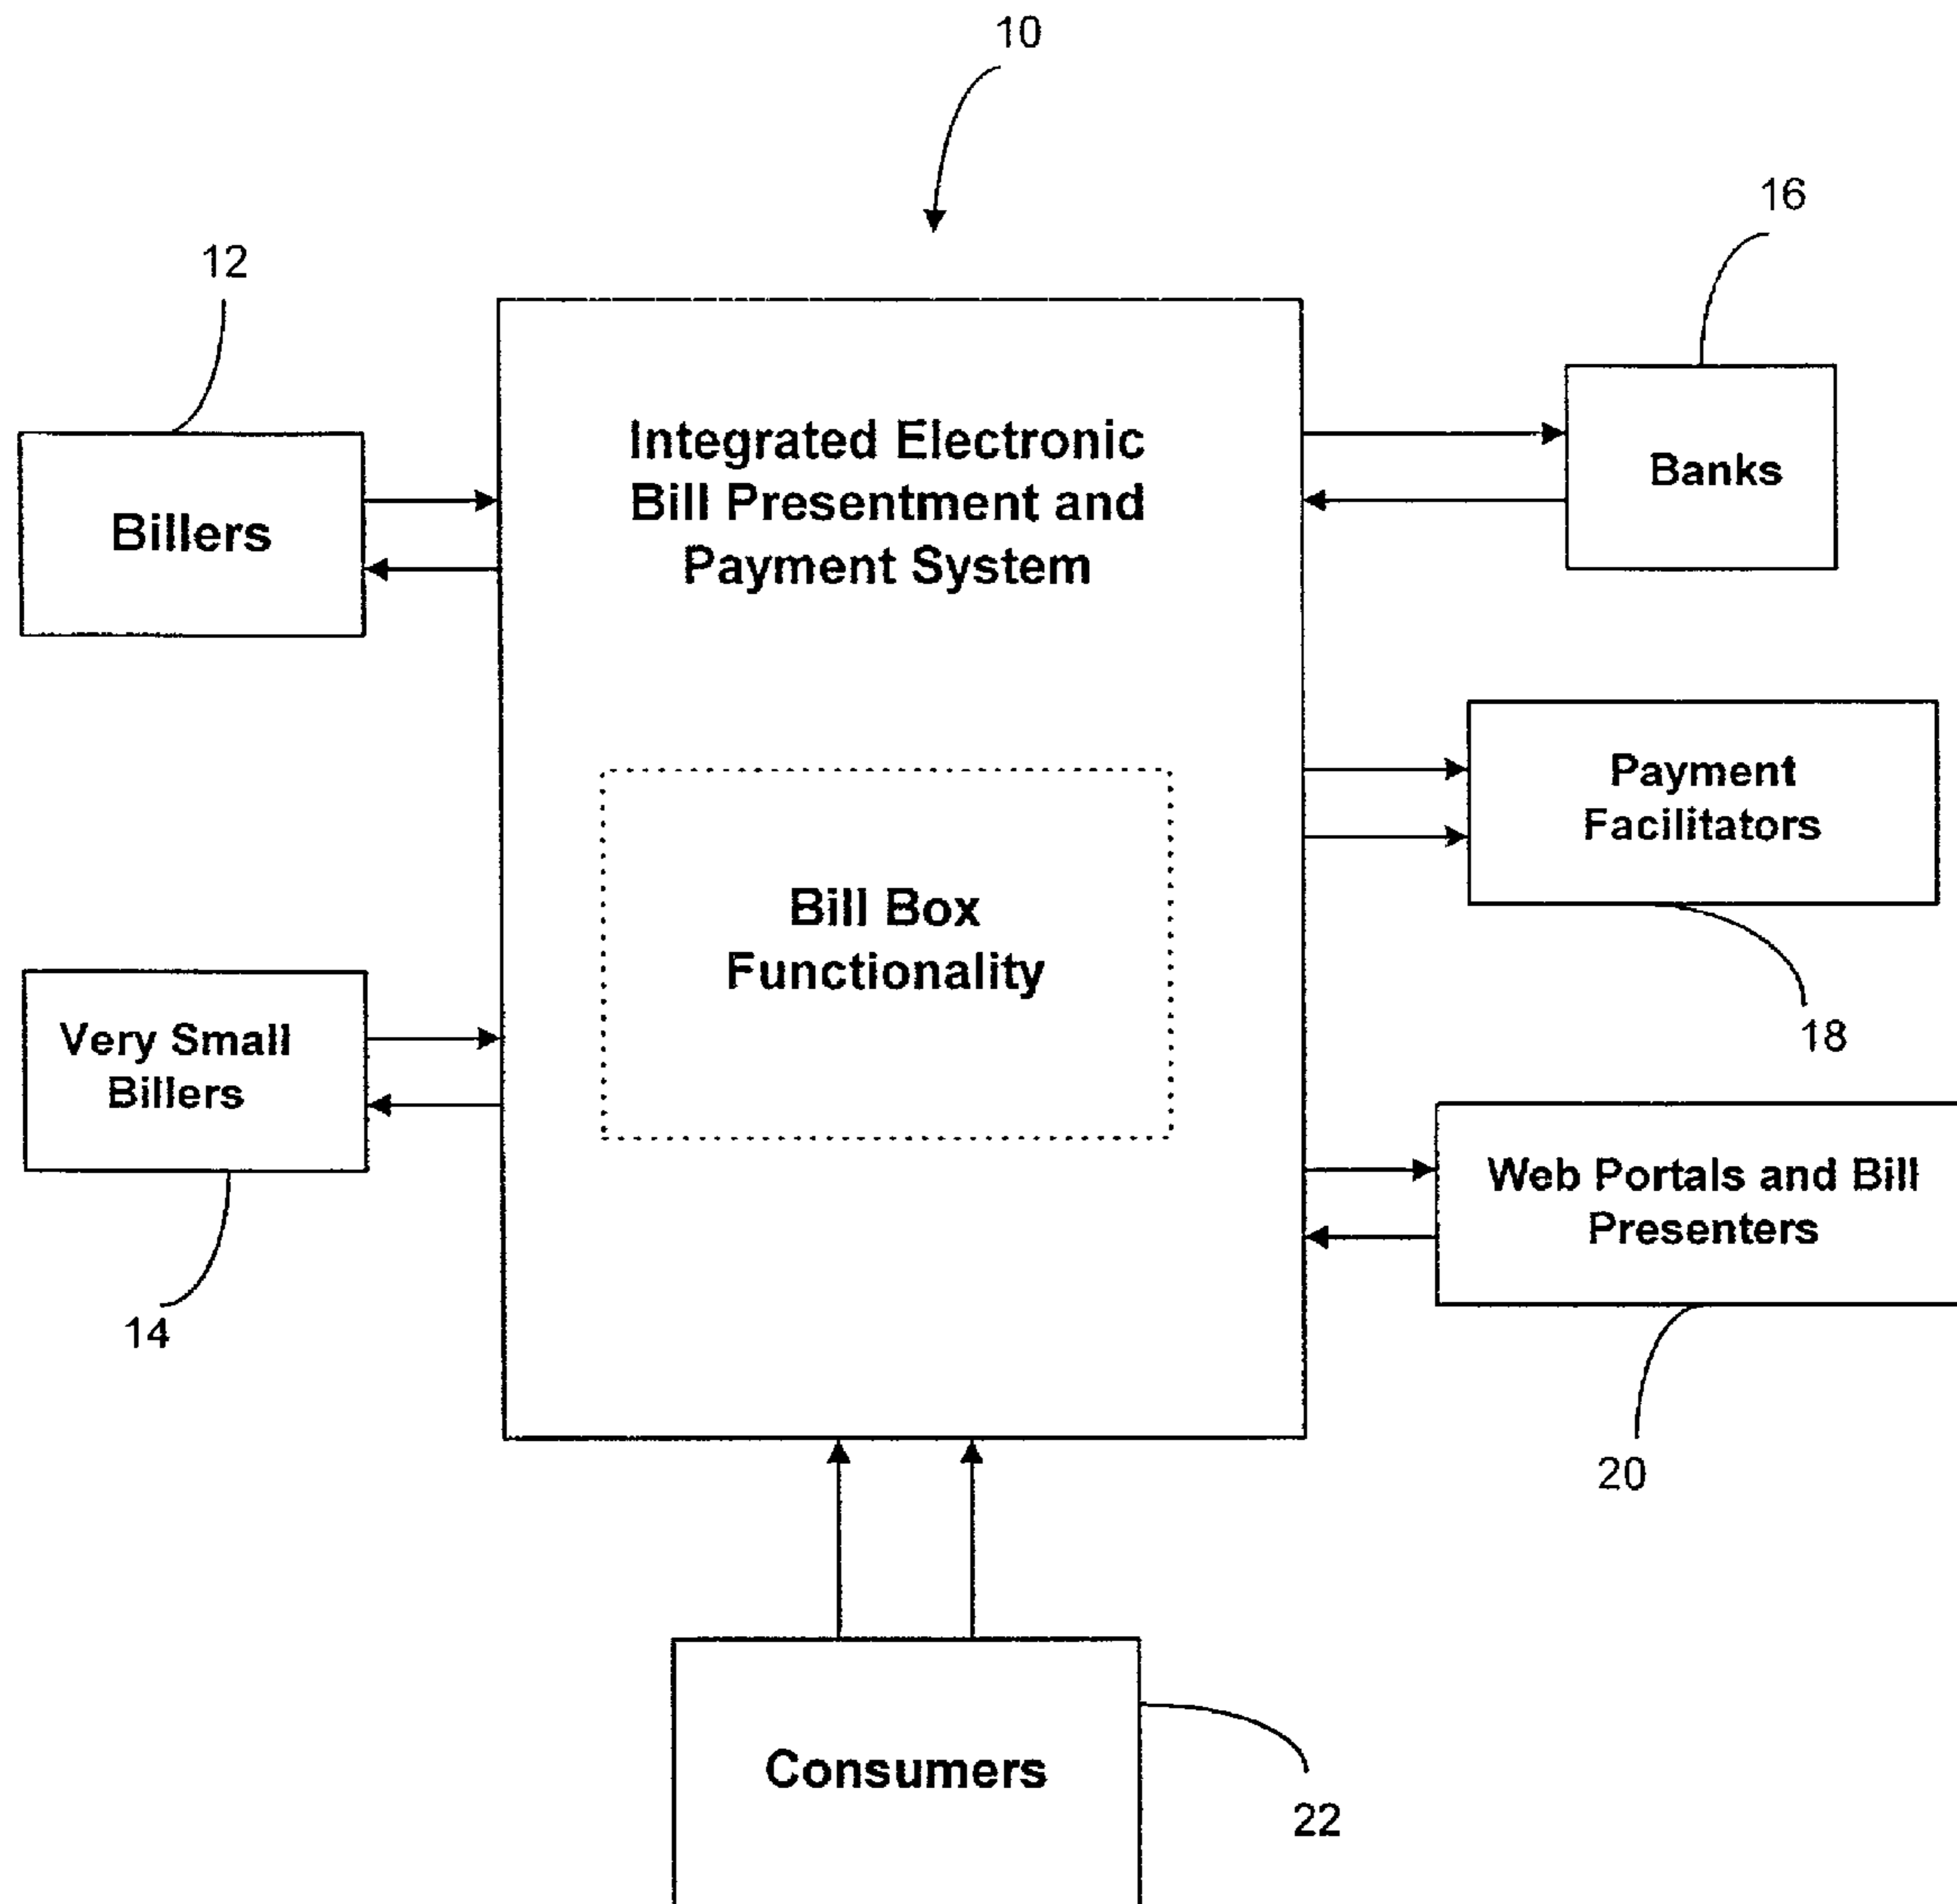 10
16
12
Integrated Electronic
Bill Presentment and
Payment System
Banks
Billers
Payment
Facilitators
Bill Box
Functionality
18
Very Small
Billers
Web Portals and Bill
Presenters
14
20
Consumers
22